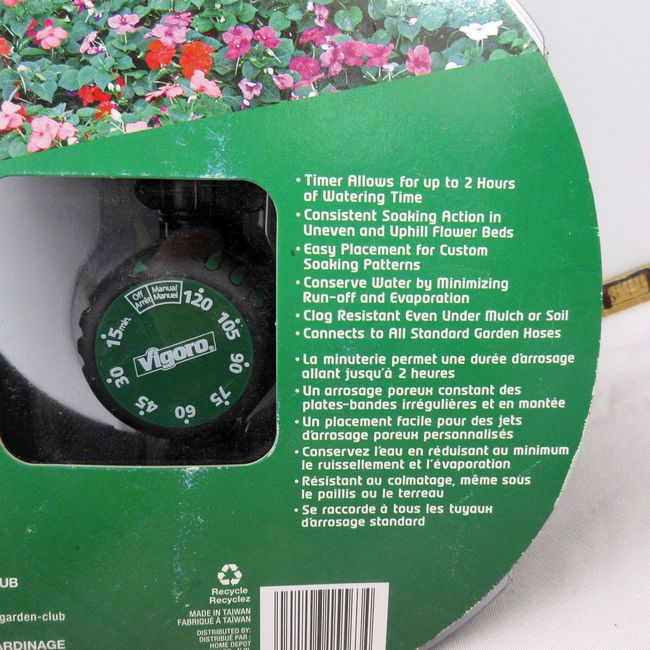 • Timer Allows for up to 2 Hours
of Watering Time
• Consistent Soaking Action in
Uneven and Uphill Flower Beds
• Easy Placement for Custom
Soaking Patterns
• Conserve Water by Minimizing
Run-off and Evaporation
• Clog Resistant Even Under Mulch or Soil
• Connects to All Standard Garden Hoses
• La minuterie permet une durée d'arrosage
allant jusqu'à 2 heures
• Un arrosage poreux constant des
plates-bandes irrégulières et en montée
• Un placement facile pour des jets
d'arrosage poreux personnalisés
• Conservez l'eau en réduisant au minimum
le ruissellement et l'évaporation
• Résistant au colmatage, même sous
le paillis ou le terreau
• Se raccorde à tous les tuyaux
d'arrosage standard
Off
Arrêt
Manual
Manuel
120
105
90
75
60
45
30
15min.
Vigoro®
UB
garden-club
ARDINAGE
Recycle
Recyclez
MADE IN TAIWAN
FABRIQUÉ À TAÏWAN
DISTRIBUTED BY:
DISTRIBUÉ PAR :
HOME DEPOT